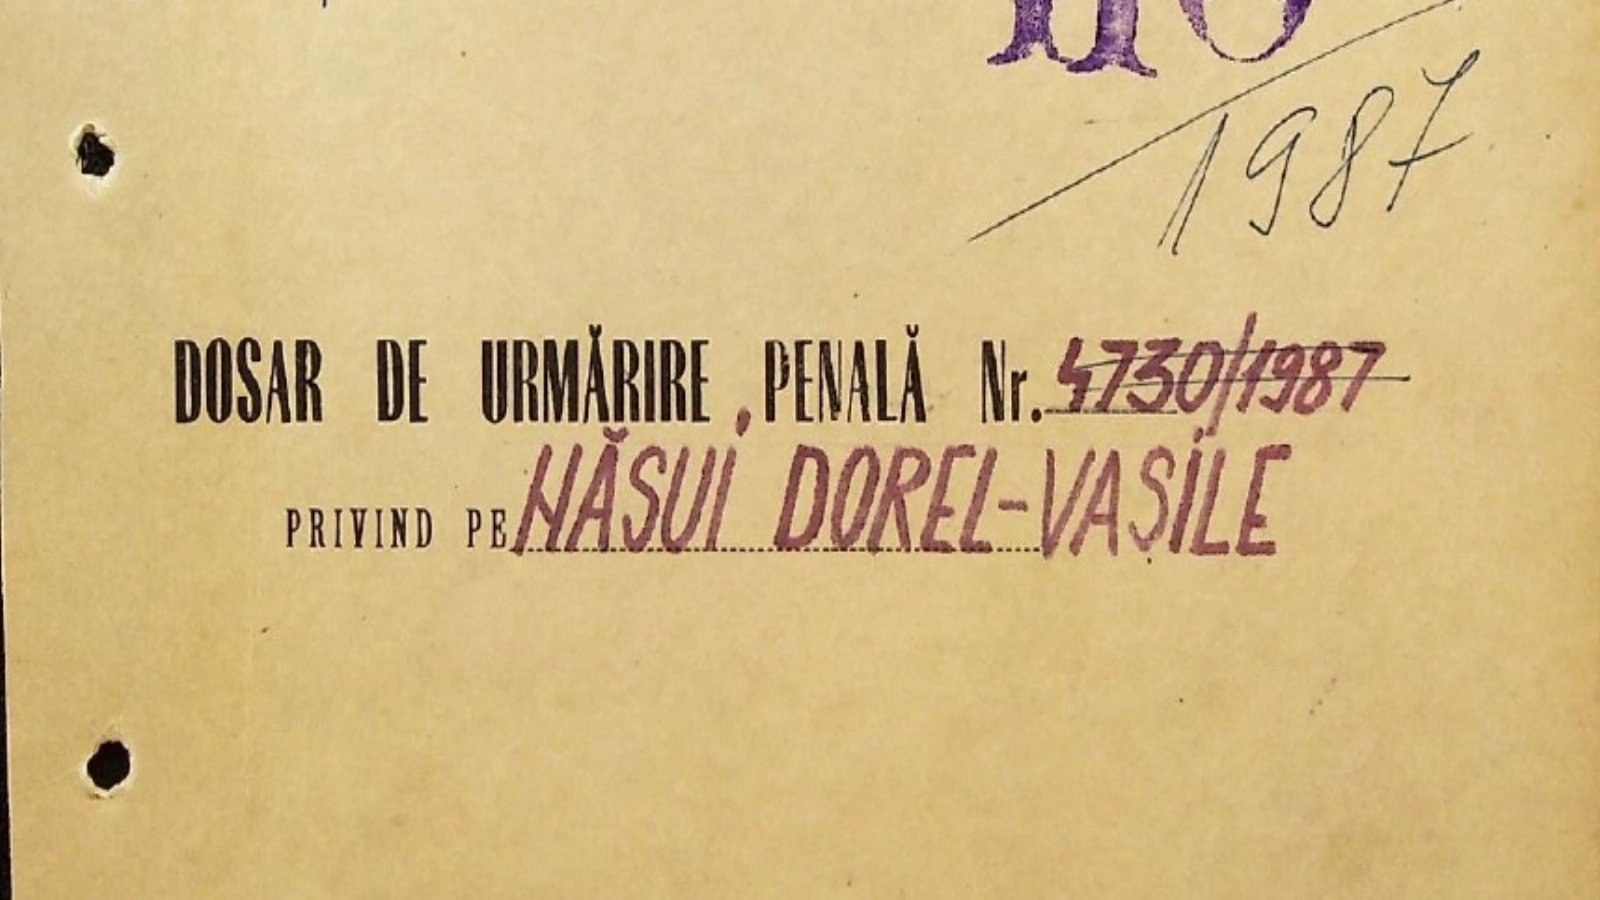 1987
DOSAR DE URMĂRIRE PENALĂ Nr. 4730/1987
PRIVIND PE HĂSUI DOREL-VASILE